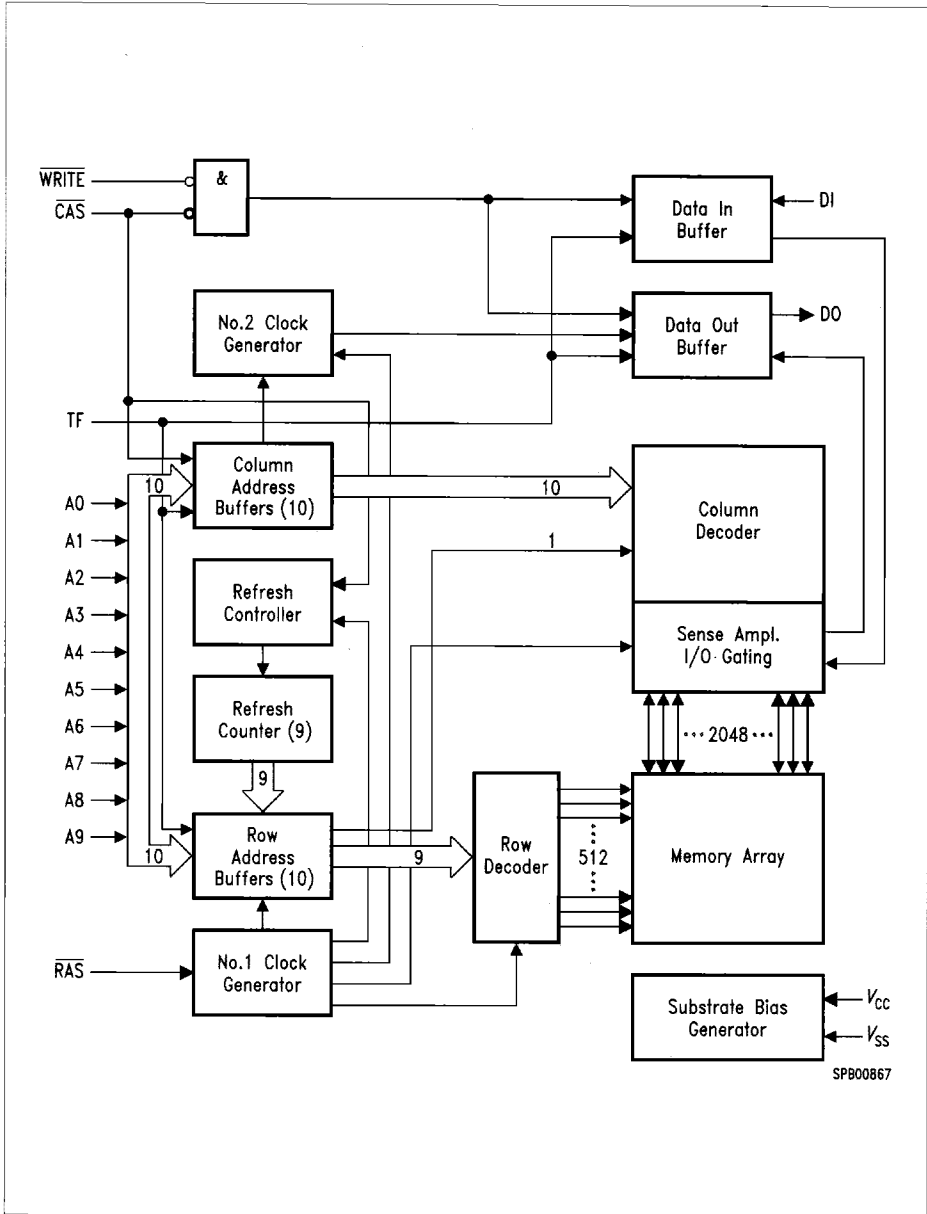 WRITE
CAS
&
Data In
Buffer
DI
No.2 Clock
Generator
Data Out
Buffer
DO
TF
10
Column
Address
Buffers (10)
10
Column
Decoder
A0
A1
A2
A3
A4
A5
A6
A7
A8
A9
1
Refresh
Controller
Sense Ampl.
I/O Gating
Refresh
Counter (9)
9
···2048···
10
Row
Address
Buffers (10)
9
Row
Decoder
512
Memory Array
RAS
No.1 Clock
Generator
Substrate Bias
Generator
VCC
VSS
SPB00867